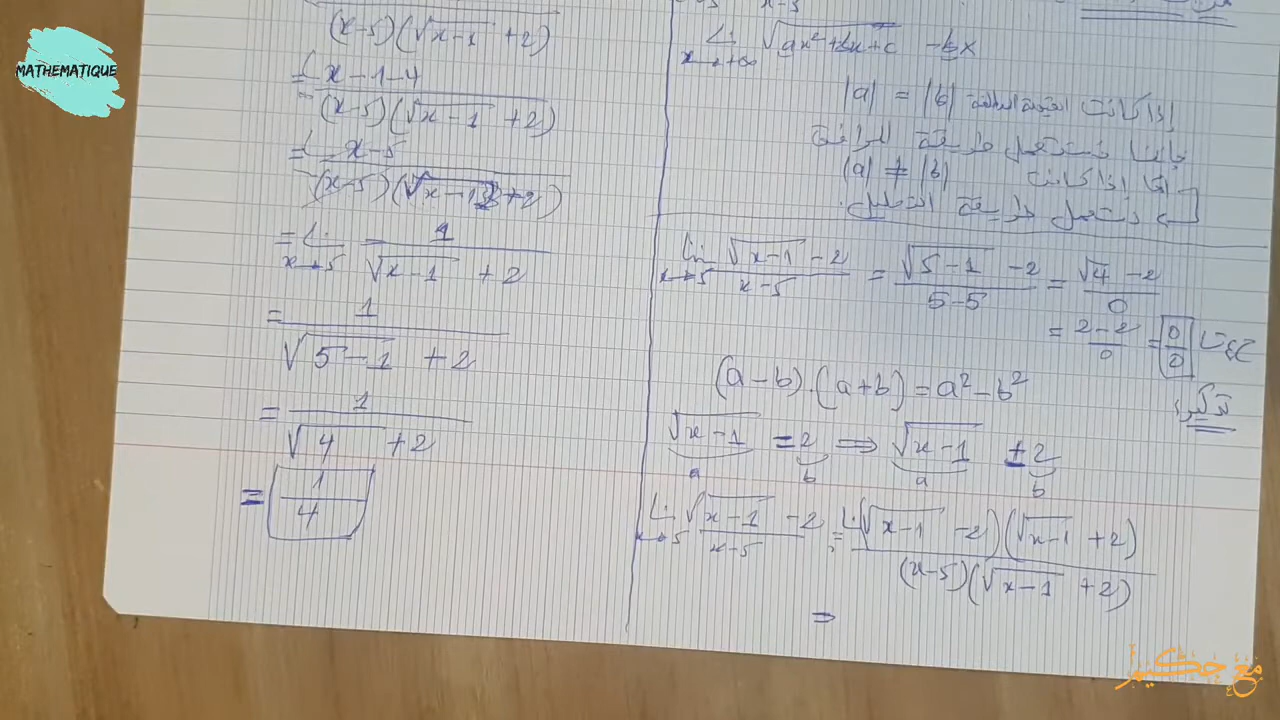 MATHEMATIQUE
(x-5)(√x-1 + 2)
= L x-1-4 / (x-5)(√x-1 + 2)
= L x-5 / (x-5)(√x-1 + 2)
= Lim x→5 1 / √x-1 + 2
= 1 / √5-1 + 2
= 1 / √4 + 2
= 1/4
Lim x→+∞ √ax²+bx+c - bx
إذا كانت القيمة المطلقة |a| = |b|
فإننا نستعمل طريقة المرافق
أما إذا كانت |a| ≠ |b|
نستعمل طريقة التحليل.
lim x→5 √x-1 - 2 / x-5 = √5-1 - 2 / 5-5 = √4 - 2 / 0
= 2-2 / 0 = 0/0 ح ع ت
تذكير:
(a-b).(a+b) = a² - b²
√x-1 - 2 ⟹ √x-1 + 2
a b a b
Lim x→5 √x-1 - 2 / x-5 = L (√x-1 - 2)(√x-1 + 2) / (x-5)(√x-1 + 2)
=
مع حكيم